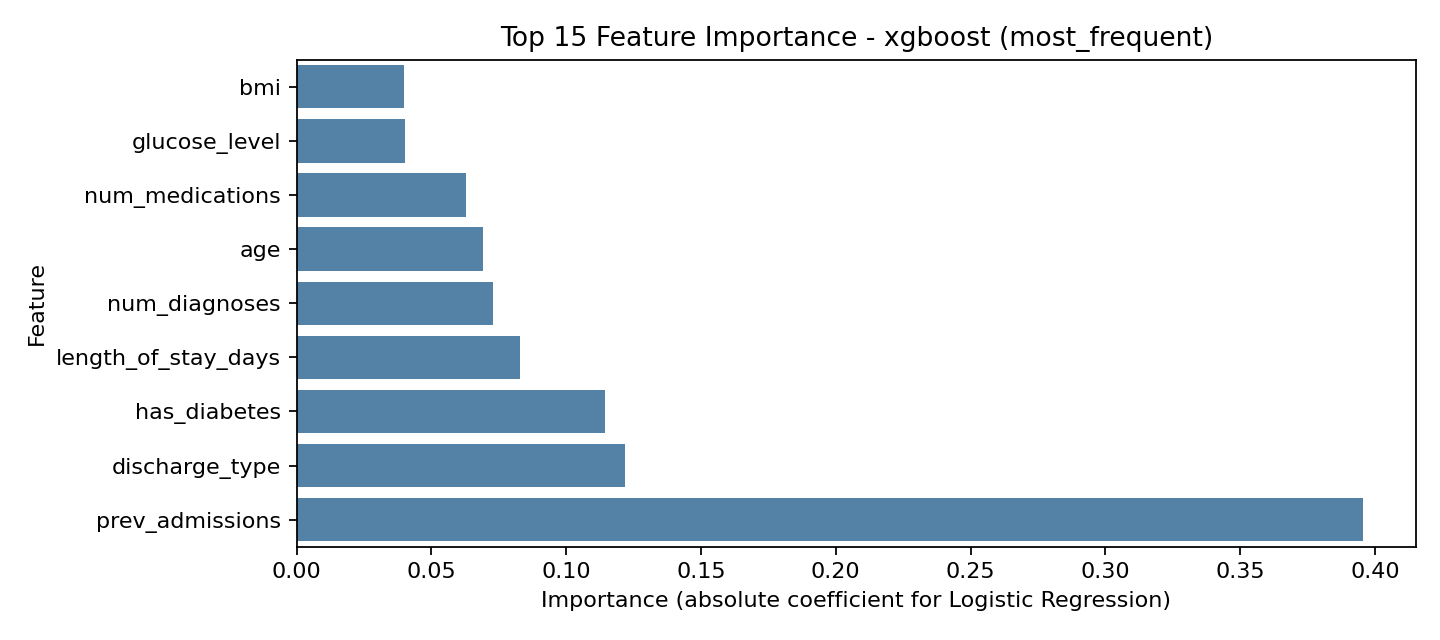 Top 15 Feature Importance - xgboost (most_frequent)
Feature
bmi
glucose_level
num_medications
age
num_diagnoses
length_of_stay_days
has_diabetes
discharge_type
prev_admissions
0.00 0.05 0.10 0.15 0.20 0.25 0.30 0.35 0.40
Importance (absolute coefficient for Logistic Regression)